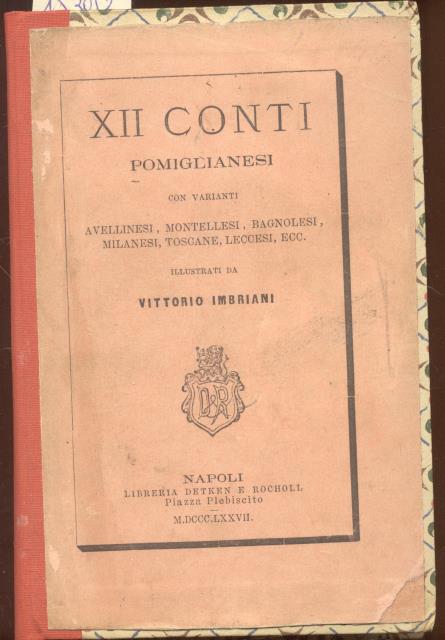 XII CONTI
POMIGLIANESI
CON VARIANTI
AVELLINESI, MONTELLESI, BAGNOLESI,
MILANESI, TOSCANE, LECCESI, ECC.
ILLUSTRATI DA
VITTORIO IMBRIANI
D&R
NAPOLI
LIBRERIA DETKEN E ROCHOLL
Piazza Plebiscito
M.DCCC.LXXVII.